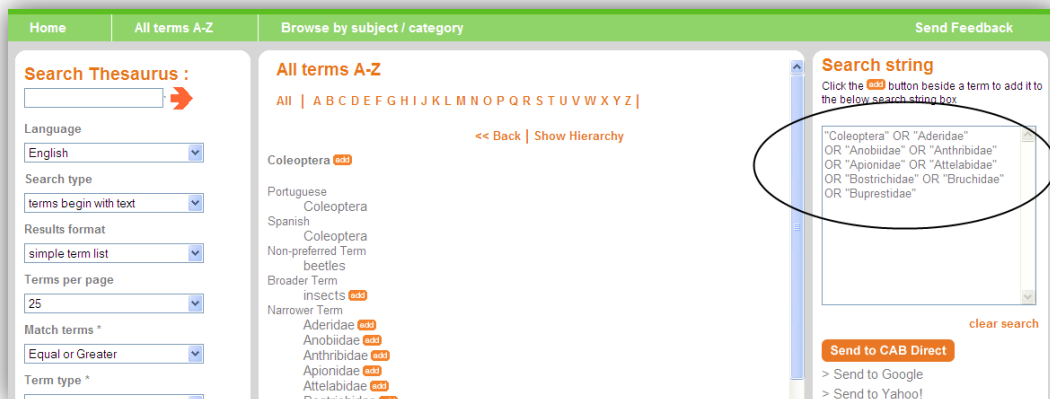 Home
All terms A-Z
Browse by subject / category
Send Feedback
Search Thesaurus :
Language
English
Search type
terms begin with text
Results format
simple term list
Terms per page
25
Match terms *
Equal or Greater
Term type *
All terms A-Z
All | A B C D E F G H I J K L M N O P Q R S T U V W X Y Z |
<< Back | Show Hierarchy
Coleoptera add
Portuguese
Coleoptera
Spanish
Coleoptera
Non-preferred Term
beetles
Broader Term
insects add
Narrower Term
Aderidae add
Anobiidae add
Anthribidae add
Apionidae add
Attelabidae add
Bostrichidae add
Search string
Click the add button beside a term to add it to
the below search string box
"Coleoptera" OR "Aderidae"
OR "Anobiidae" OR "Anthribidae"
OR "Apionidae" OR "Attelabidae"
OR "Bostrichidae" OR "Bruchidae"
OR "Buprestidae"
clear search
Send to CAB Direct
> Send to Google
> Send to Yahoo!